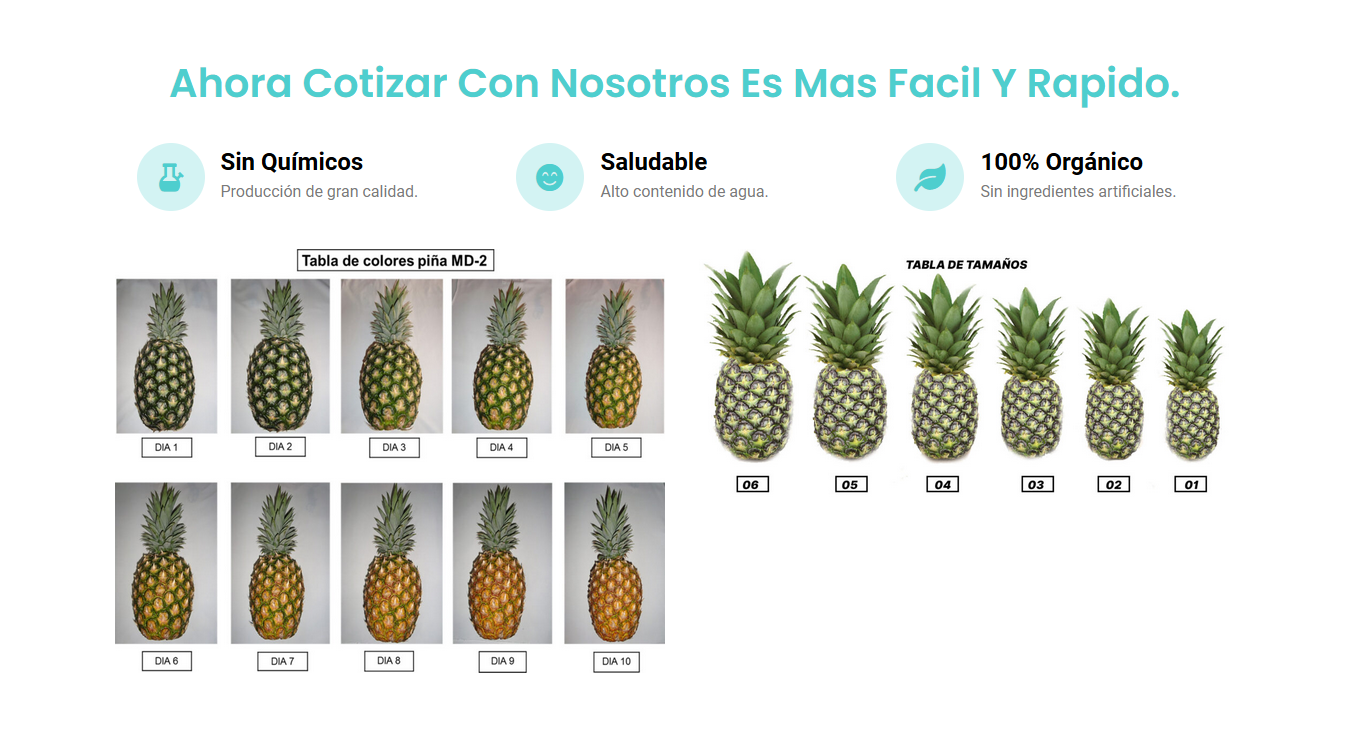 Ahora Cotizar Con Nosotros Es Mas Facil Y Rapido.
Sin Químicos
Producción de gran calidad.
Saludable
Alto contenido de agua.
100% Orgánico
Sin ingredientes artificiales.
Tabla de colores piña MD-2
DIA 1 DIA 2 DIA 3 DIA 4 DIA 5
DIA 6 DIA 7 DIA 8 DIA 9 DIA 10
TABLA DE TAMAÑOS
06 05 04 03 02 01